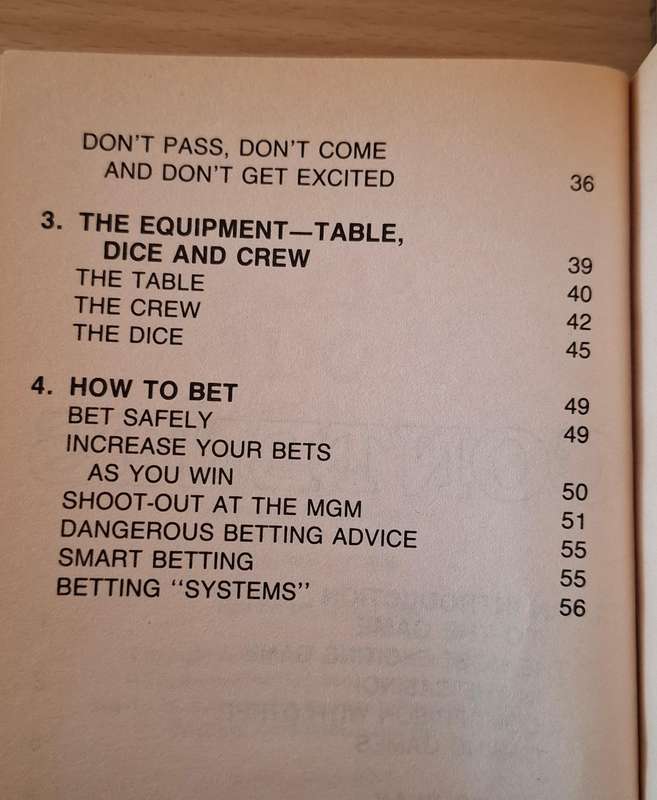 DON'T PASS, DON'T COME
AND DON'T GET EXCITED 36
3. THE EQUIPMENT—TABLE,
DICE AND CREW 39
THE TABLE 40
THE CREW 42
THE DICE 45
4. HOW TO BET 49
BET SAFELY 49
INCREASE YOUR BETS
AS YOU WIN 50
SHOOT-OUT AT THE MGM 51
DANGEROUS BETTING ADVICE 55
SMART BETTING 55
BETTING "SYSTEMS" 56